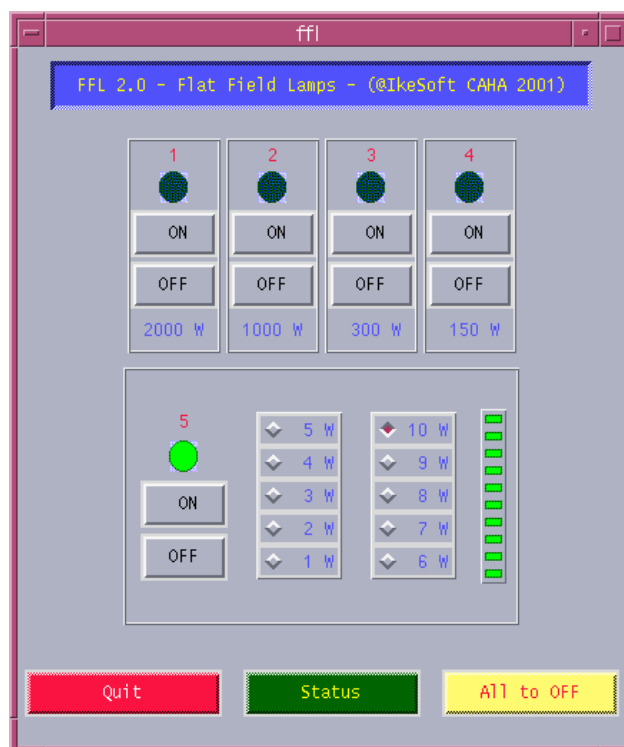 ffl
FFL 2.0 - Flat Field Lamps - (@IkeSoft CAHA 2001)
1 2 3 4
ON ON ON ON
OFF OFF OFF OFF
2000 W 1000 W 300 W 150 W
5
ON
OFF
5 W 10 W
4 W 9 W
3 W 8 W
2 W 7 W
1 W 6 W
Quit Status All to OFF